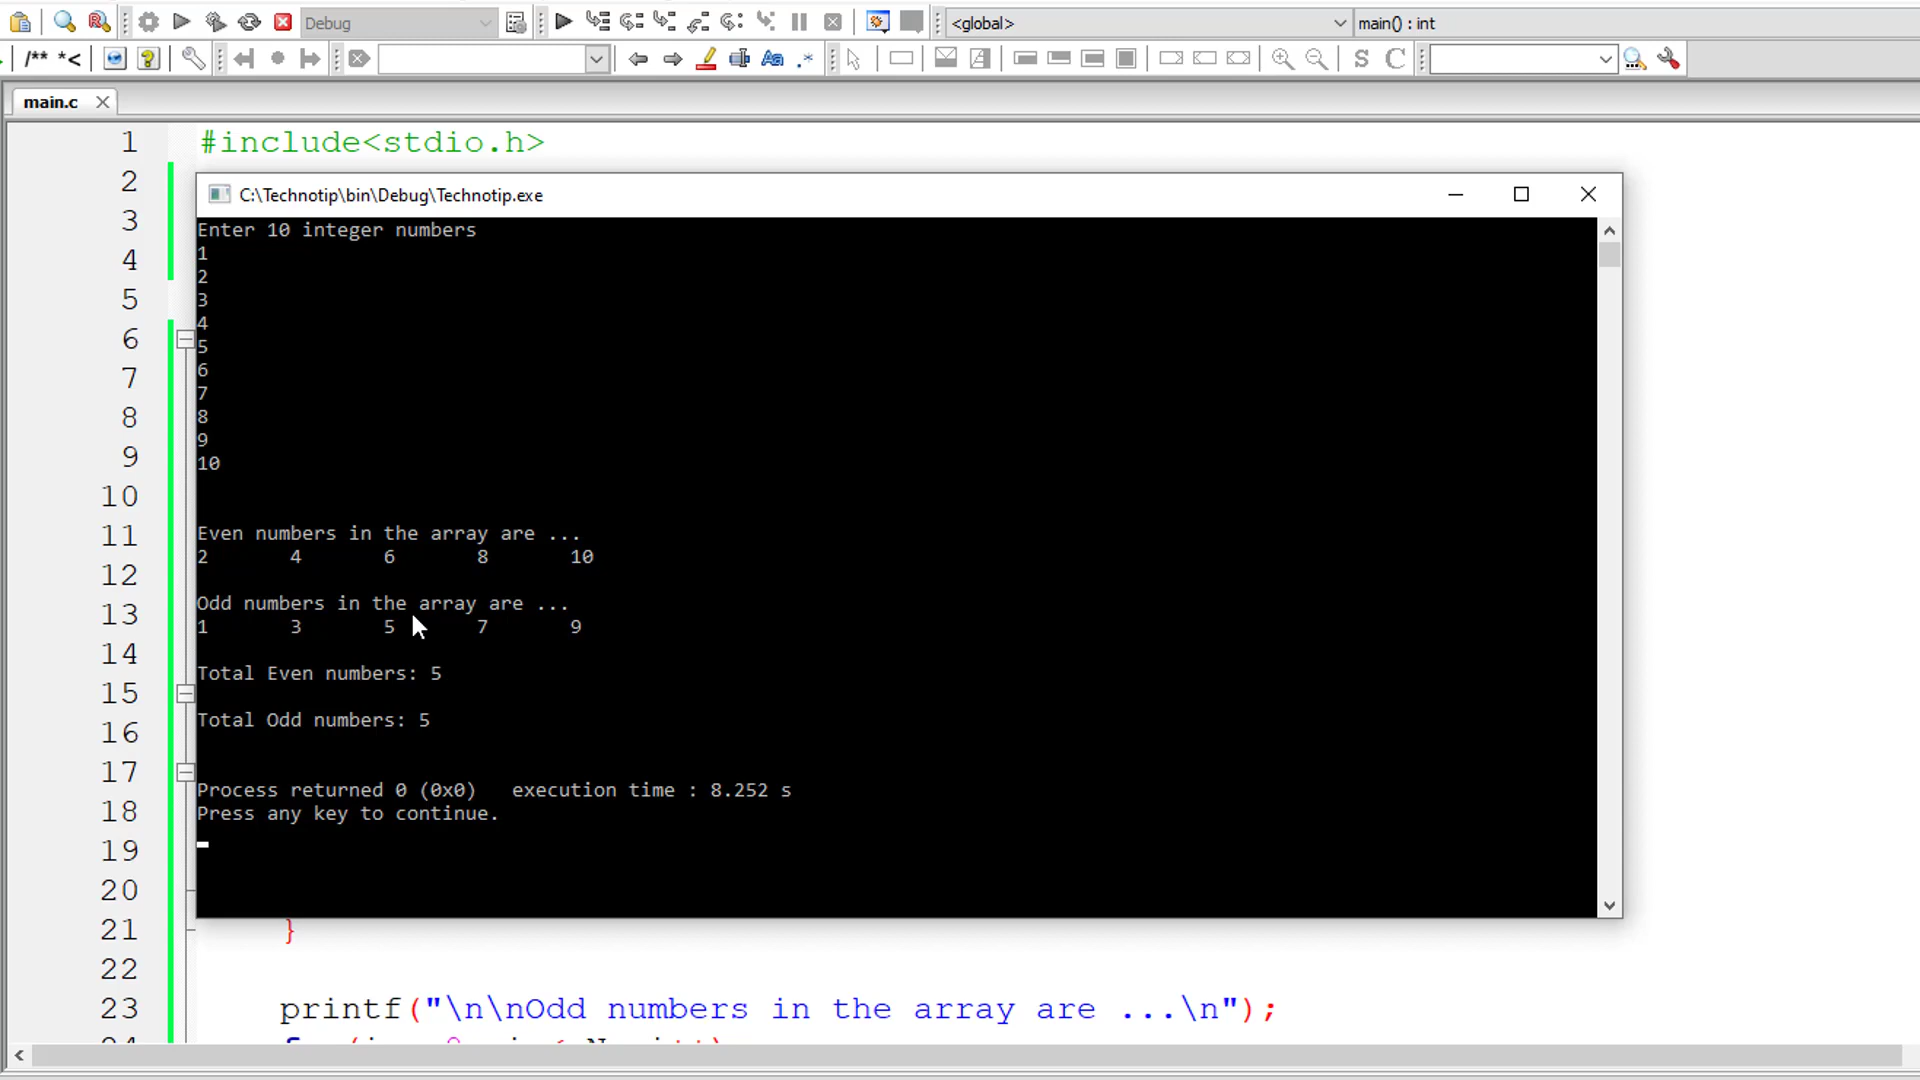 Debug
<global>
main() : int
/** *<
Aa
.*
S
C
main.c
1 #include<stdio.h>
2
3
4
5
6
7
8
9
10
11
12
13
14
15
16
17
18
19
20
21 }
22
23 printf("\n\nOdd numbers in the array are ...\n");
C:\Technotip\bin\Debug\Technotip.exe
Enter 10 integer numbers
1
2
3
4
5
6
7
8
9
10
Even numbers in the array are ...
2 4 6 8 10
Odd numbers in the array are ...
1 3 5 7 9
Total Even numbers: 5
Total Odd numbers: 5
Process returned 0 (0x0) execution time : 8.252 s
Press any key to continue.